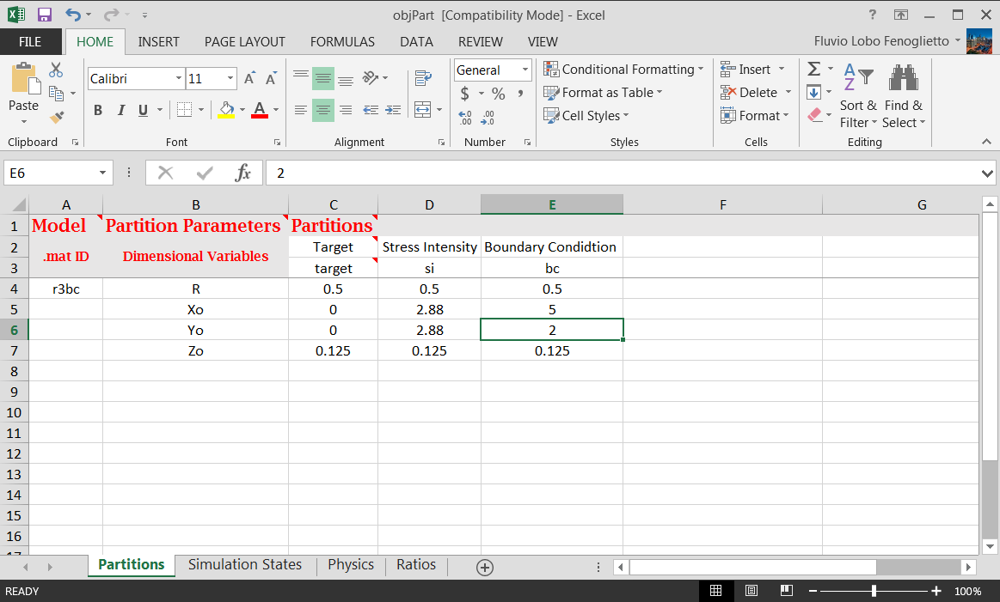 objPart [Compatibility Mode] - Excel
FILE HOME INSERT PAGE LAYOUT FORMULAS DATA REVIEW VIEW Fluvio Lobo Fenoglietto
Paste
Calibri 11
B I U A
General
$ % ,
Conditional Formatting
Format as Table
Cell Styles
Insert
Delete
Format
Sort & Filter
Find & Select
Clipboard Font Alignment Number Styles Cells Editing
E6 fx 2
A B C D E F G
1 Model Partition Parameters Partitions
2 .mat ID Dimensional Variables Target Stress Intensity Boundary Condidtion
3 target si bc
4 r3bc R 0.5 0.5 0.5
5 Xo 0 2.88 5
6 Yo 0 2.88 2
7 Zo 0.125 0.125 0.125
8
9
10
11
12
13
14
15
16
17
Partitions Simulation States Physics Ratios
READY 100%